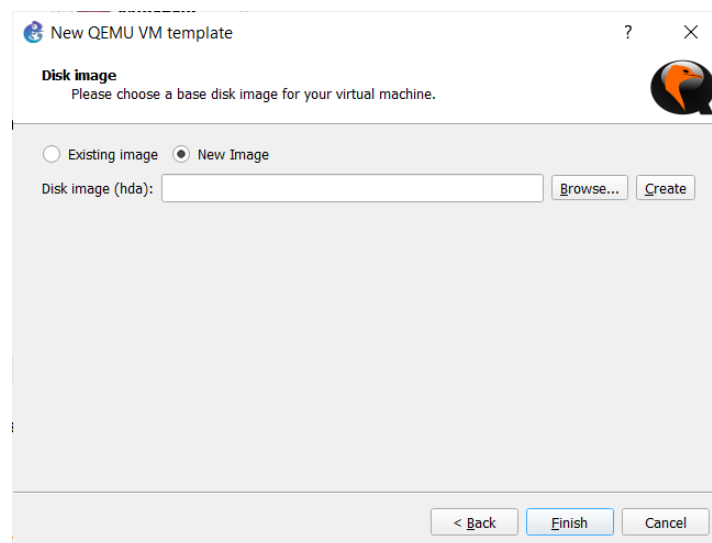 New QEMU VM template ?
Disk image
Please choose a base disk image for your virtual machine.
Existing image New Image
Disk image (hda): Browse... Create
< Back Finish Cancel